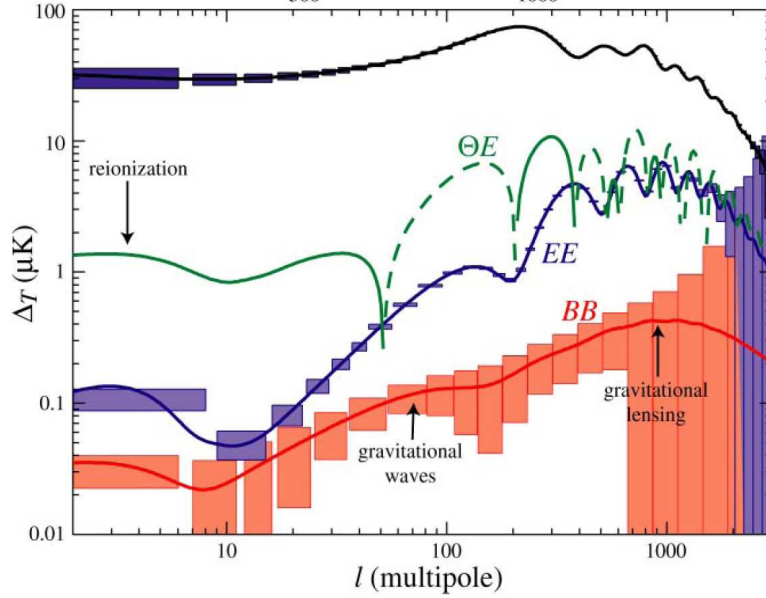 100
10
1
0.1
0.01
Δ_T (μK)
reionization
ΘE
EE
BB
gravitational
waves
gravitational
lensing
10
100
1000
l (multipole)